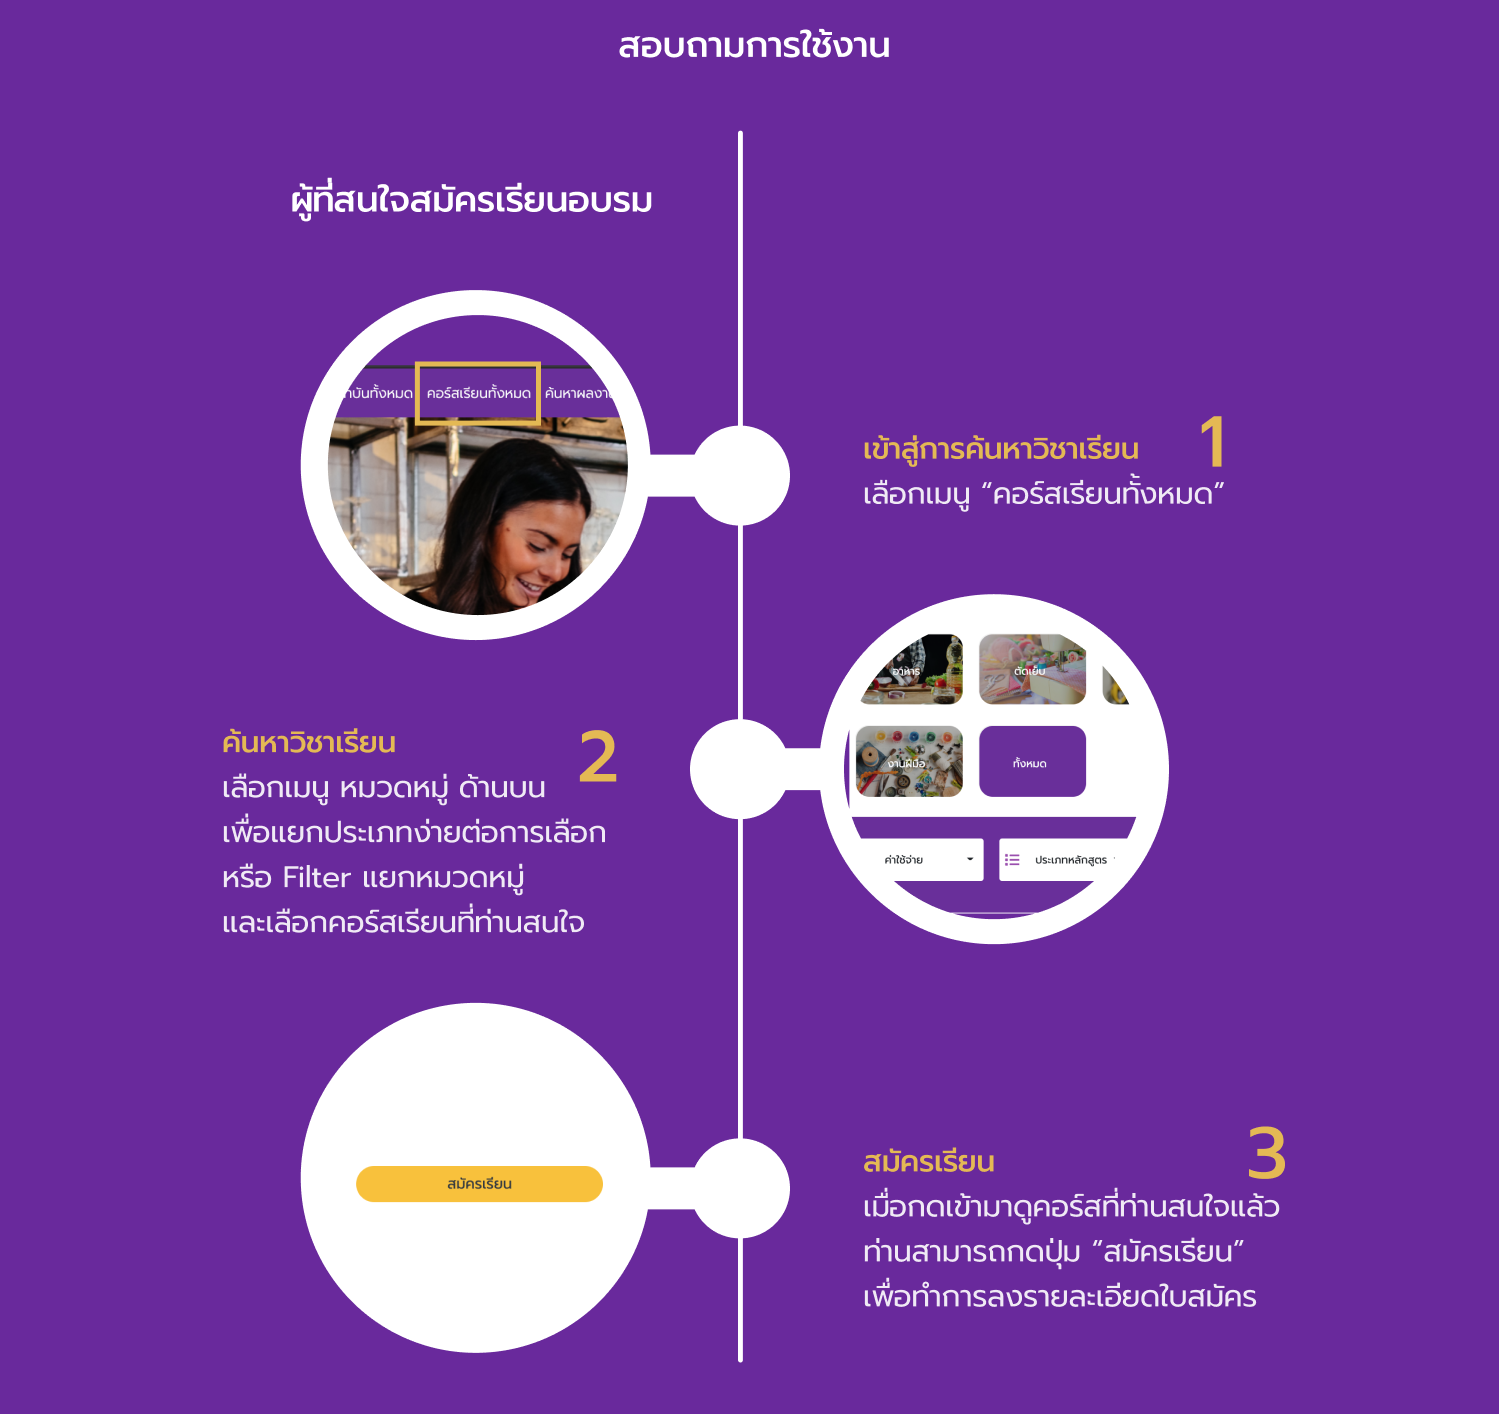 สอบถามการใช้งาน
ผู้ที่สนใจสมัครเรียนอบรม
คอร์สเรียนทั้งหมด
ค้นหาผลงาน
1
เข้าสู่การค้นหาวิชาเรียน
เลือกเมนู “คอร์สเรียนทั้งหมด”
อาหาร
ตัดเย็บ
งานฝีมือ
ทั้งหมด
ค่าใช้จ่าย
ประเภทหลักสูตร
2
ค้นหาวิชาเรียน
เลือกเมนู หมวดหมู่ ด้านบน
เพื่อแยกประเภทง่ายต่อการเลือก
หรือ Filter แยกหมวดหมู่
และเลือกคอร์สเรียนที่ท่านสนใจ
สมัครเรียน
3
สมัครเรียน
เมื่อกดเข้ามาดูคอร์สที่ท่านสนใจแล้ว
ท่านสามารถกดปุ่ม “สมัครเรียน”
เพื่อทำการลงรายละเอียดใบสมัคร